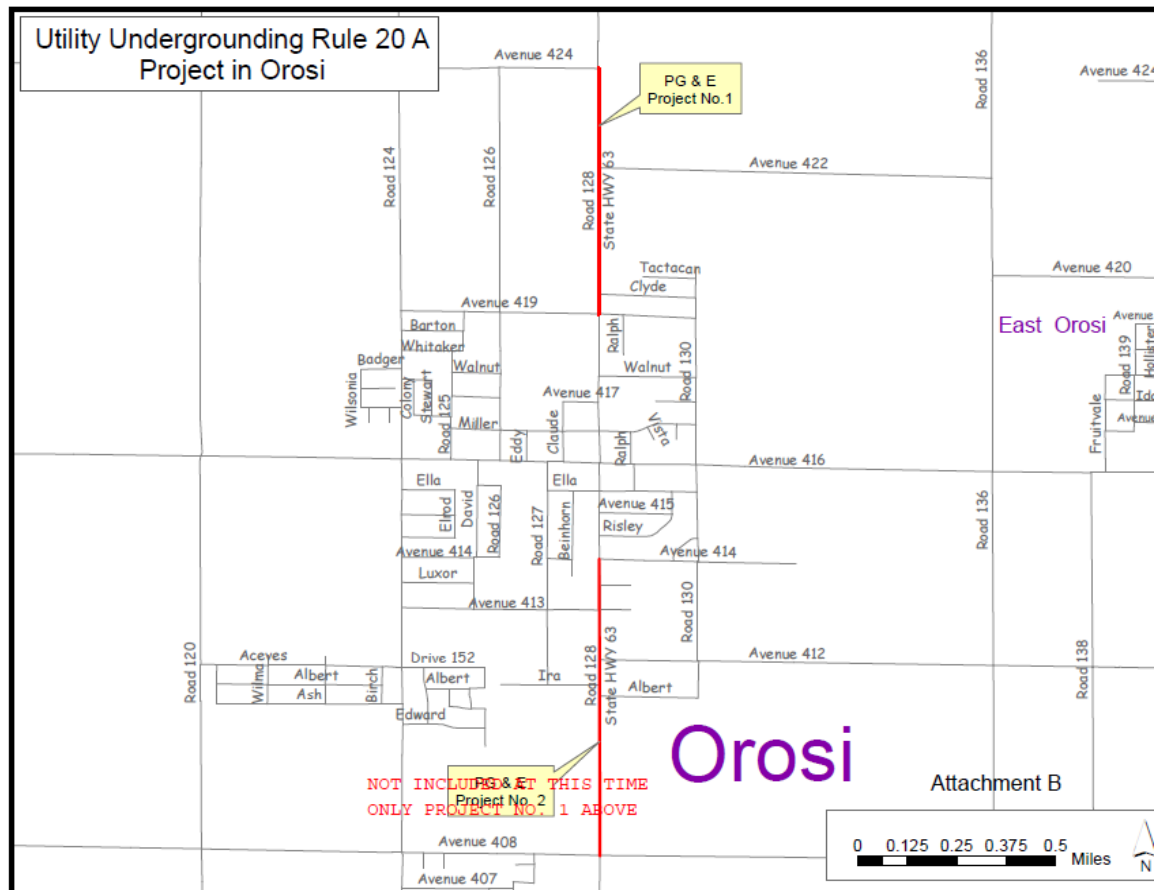 Utility Undergrounding Rule 20 A
Project in Orosi
Avenue 424
PG & E
Project No.1
Road 136
Avenue 424
Road 124
Road 126
Road 128
State HWY 63
Avenue 422
Tactacan
Clyde
Avenue 420
Avenue 419
East Orosi
Avenue
Barton
Whitaker
Badger
Walnut
Ralph
Walnut
Road 130
Road 139
Hollister
Wilsonia
Colony
Stewart
Road 125
Avenue 417
Ida
Miller
Eddy
Claude
Ralph
Vista
Fruitvale
Avenue
Avenue 416
Ella
Ella
Elrod
David
Road 126
Road 127
Beinhorn
Avenue 415
Risley
Road 136
Avenue 414
Avenue 414
Luxor
Avenue 413
Road 130
Road 120
Aceves
Drive 152
Road 128
State HWY 63
Avenue 412
Road 138
Wilma
Albert
Birch
Albert
Ira
Albert
Ash
Edward
Orosi
NOT INCLUDED AT THIS TIME
PG & E
Project No. 2
ONLY PROJECT NO. 1 ABOVE
Attachment B
Avenue 408
Avenue 407
0 0.125 0.25 0.375 0.5
Miles
N